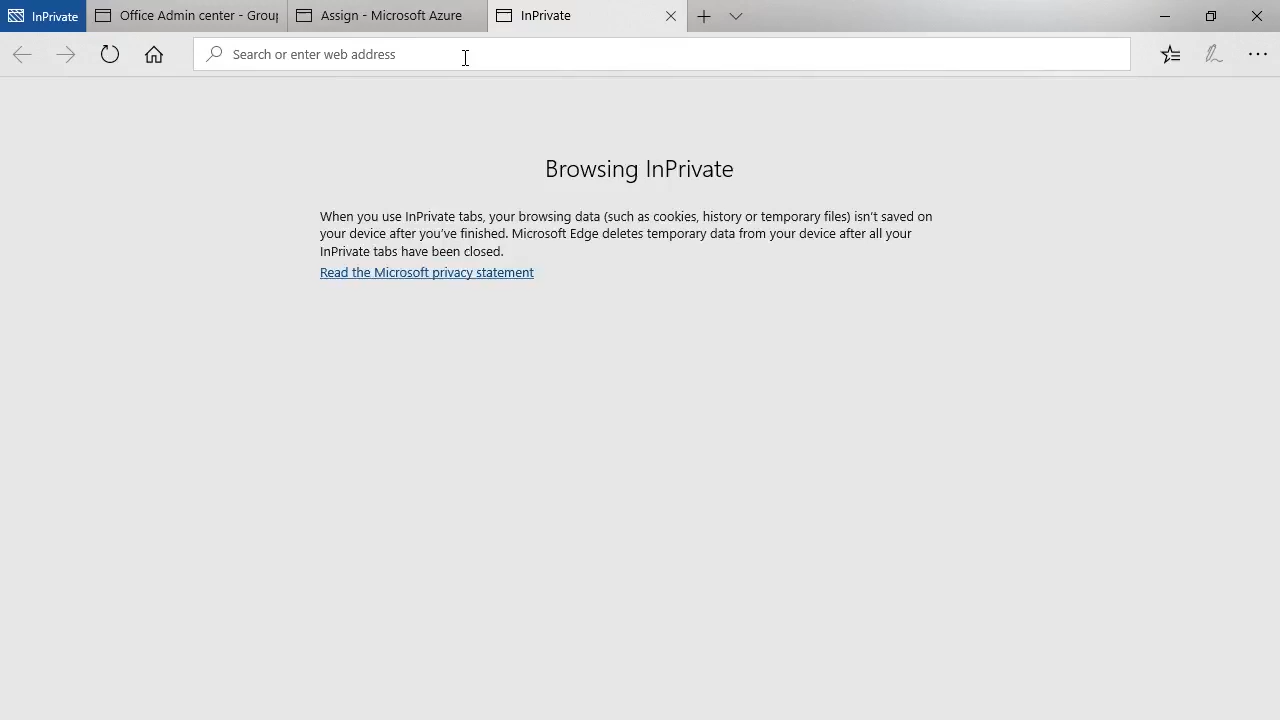 InPrivate
Office Admin center - Group
Assign - Microsoft Azure
InPrivate
Search or enter web address
Browsing InPrivate
When you use InPrivate tabs, your browsing data (such as cookies, history or temporary files) isn't saved on
your device after you've finished. Microsoft Edge deletes temporary data from your device after all your
InPrivate tabs have been closed.
Read the Microsoft privacy statement